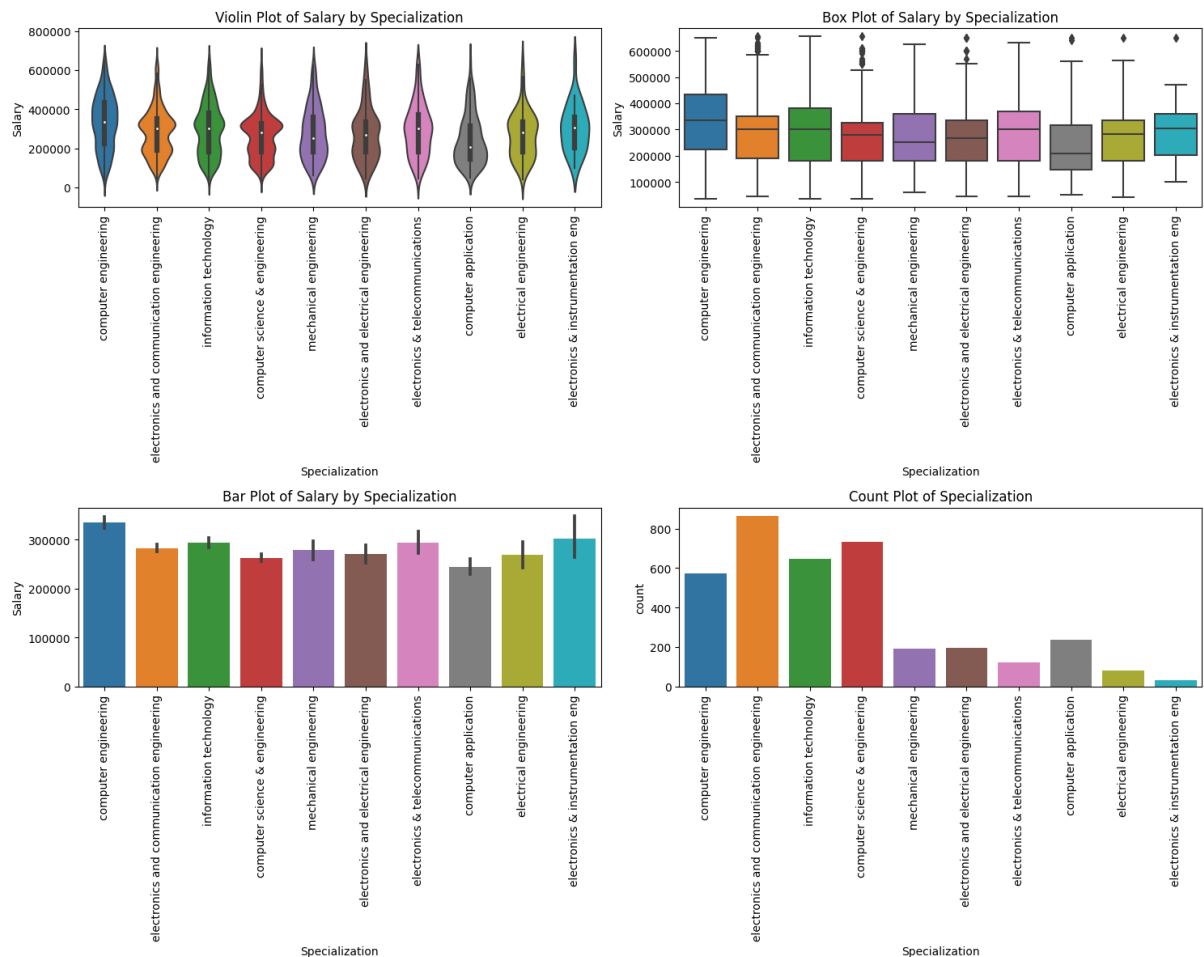 Violin Plot of Salary by Specialization
800000
600000
400000
200000
0
Salary
computer engineering
electronics and communication engineering
information technology
computer science & engineering
mechanical engineering
electronics and electrical engineering
electronics & telecommunications
computer application
electrical engineering
electronics & instrumentation eng
Specialization
Box Plot of Salary by Specialization
600000
500000
400000
300000
200000
100000
Salary
computer engineering
electronics and communication engineering
information technology
computer science & engineering
mechanical engineering
electronics and electrical engineering
electronics & telecommunications
computer application
electrical engineering
electronics & instrumentation eng
Specialization
Bar Plot of Salary by Specialization
300000
200000
100000
0
Salary
computer engineering
electronics and communication engineering
information technology
computer science & engineering
mechanical engineering
electronics and electrical engineering
electronics & telecommunications
computer application
electrical engineering
electronics & instrumentation eng
Specialization
Count Plot of Specialization
800
600
400
200
0
count
computer engineering
electronics and communication engineering
information technology
computer science & engineering
mechanical engineering
electronics and electrical engineering
electronics & telecommunications
computer application
electrical engineering
electronics & instrumentation eng
Specialization